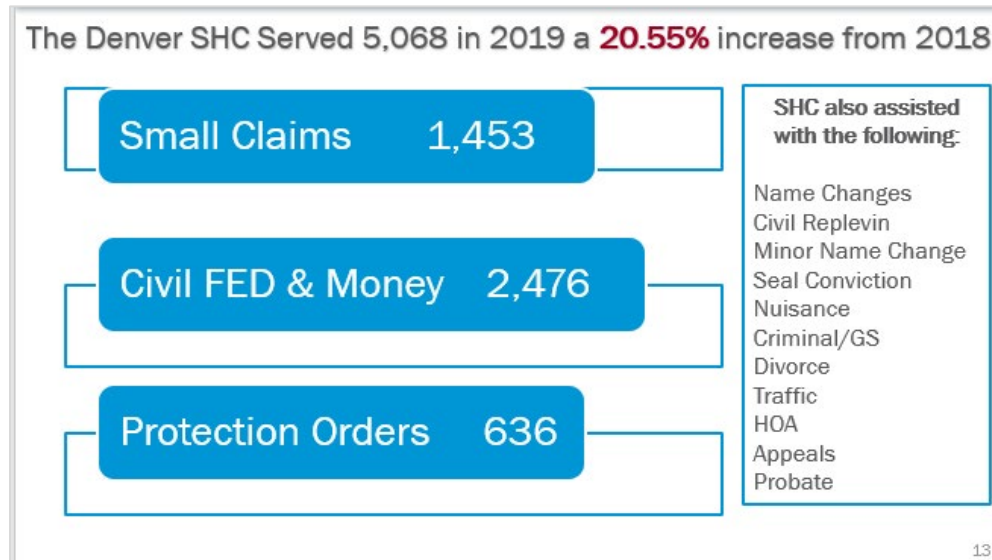 The Denver SHC Served 5,068 in 2019 a 20.55% increase from 2018
Small Claims 1,453
Civil FED & Money 2,476
Protection Orders 636
SHC also assisted
with the following:
Name Changes
Civil Replevin
Minor Name Change
Seal Conviction
Nuisance
Criminal/GS
Divorce
Traffic
HOA
Appeals
Probate
13